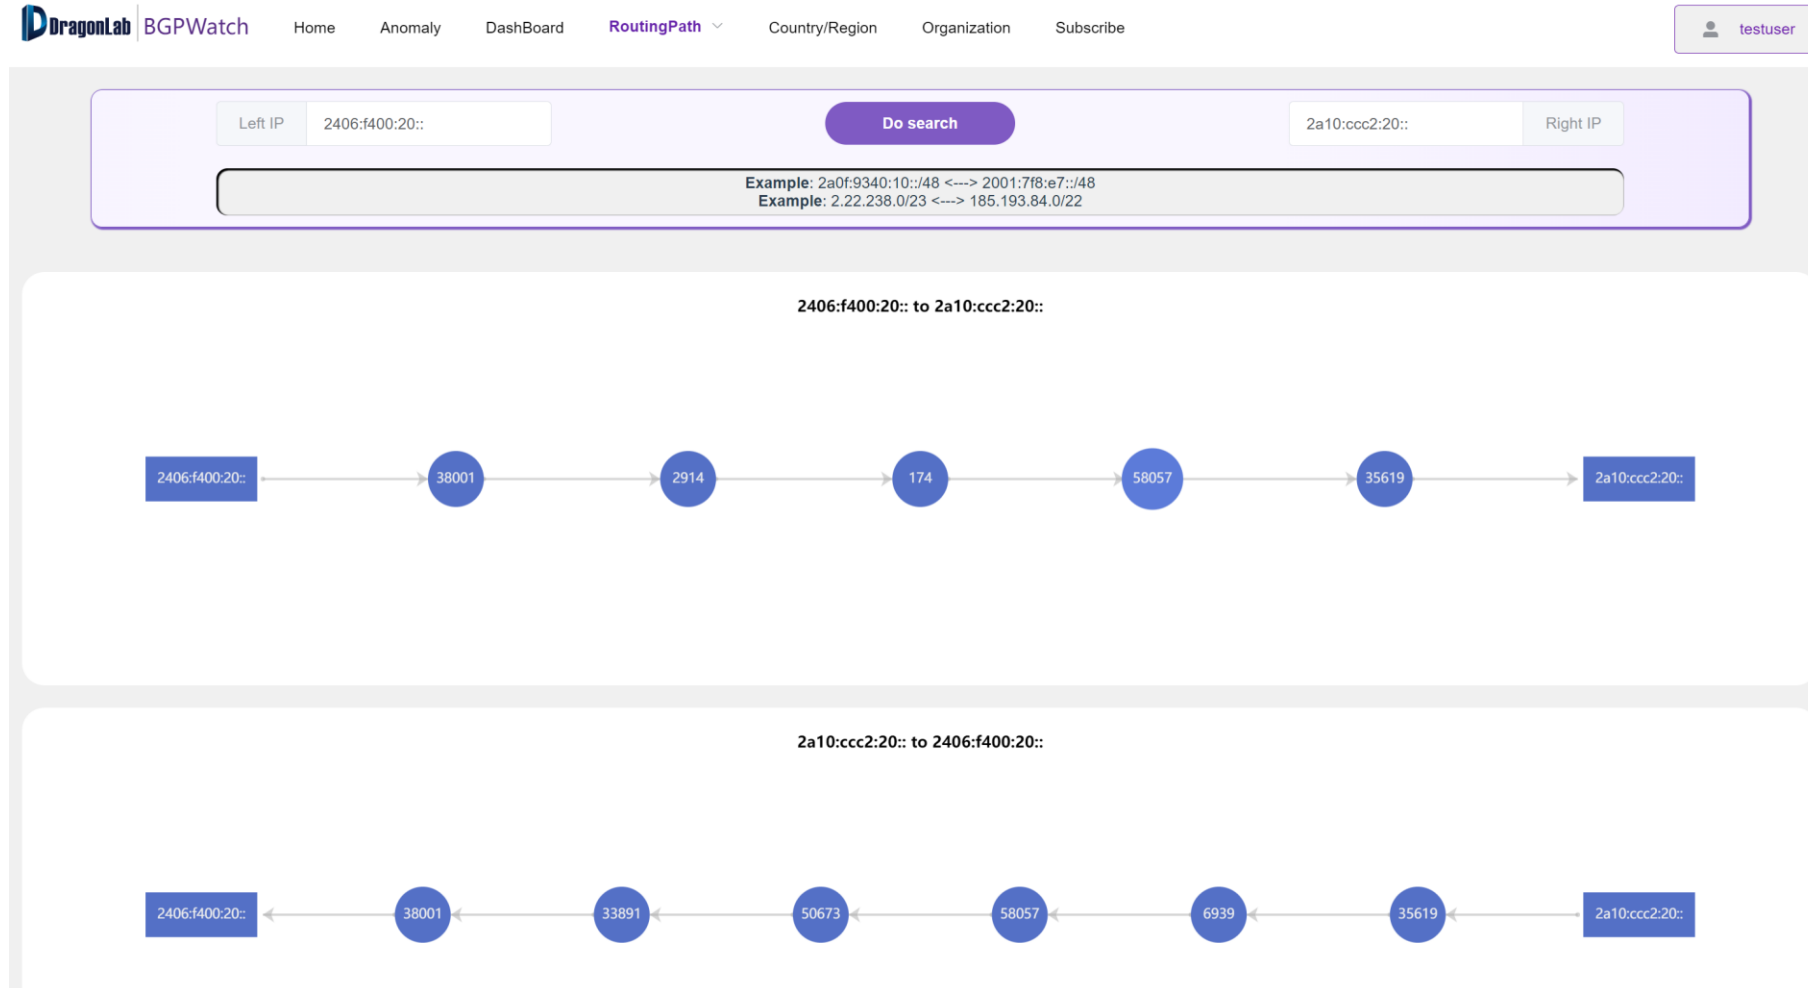 DragonLab BGPWatch Home Anomaly DashBoard RoutingPath Country/Region Organization Subscribe testuser
Left IP 2406:f400:20:: Do search 2a10:ccc2:20:: Right IP
Example: 2a0f:9340:10::/48 <---> 2001:7f8:e7::/48
Example: 2.22.238.0/23 <---> 185.193.84.0/22
2406:f400:20:: to 2a10:ccc2:20::
2406:f400:20:: 38001 2914 174 58057 35619 2a10:ccc2:20::
2a10:ccc2:20:: to 2406:f400:20::
2406:f400:20:: 38001 33891 50673 58057 6939 35619 2a10:ccc2:20::